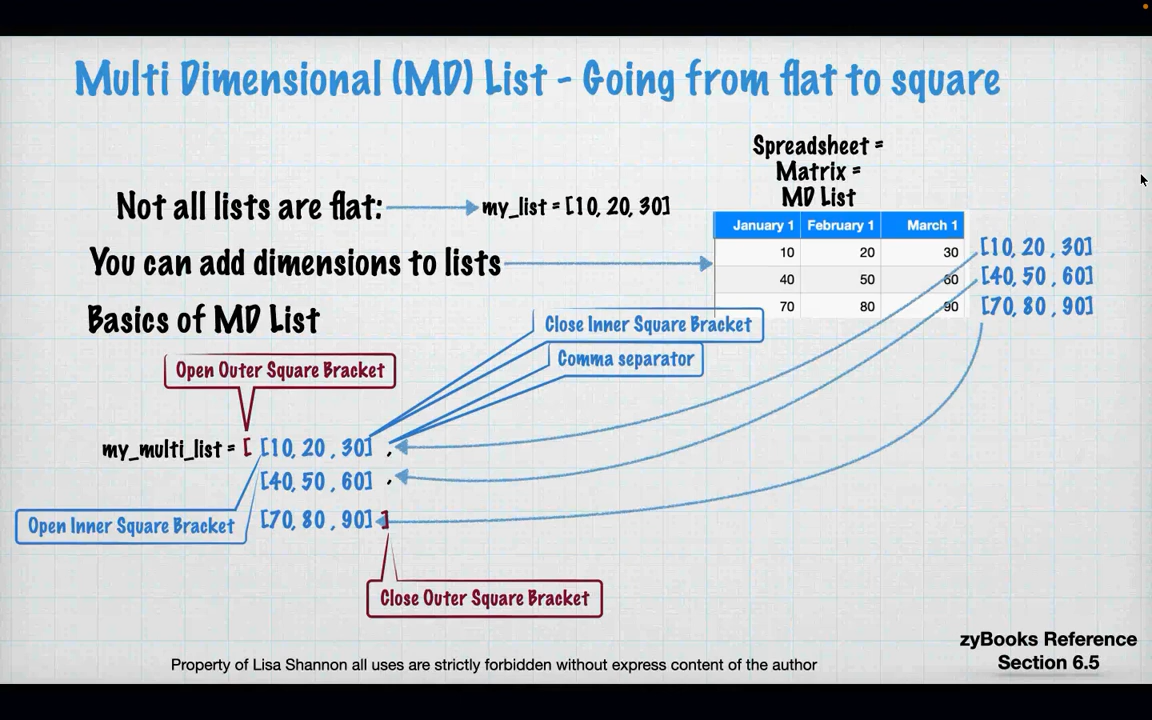 Multi Dimensional (MD) List - Going from flat to square
Spreadsheet =
Matrix =
MD List
Not all lists are flat:
my_list = [10, 20, 30]
January 1 February 1 March 1
10 20 30
40 50 60
70 80 90
[10, 20 , 30]
[40, 50 , 60]
[70, 80 , 90]
You can add dimensions to lists
Basics of MD List
Close Inner Square Bracket
Comma separator
Open Outer Square Bracket
my_multi_list = [ [10, 20 , 30] ,
[40, 50 , 60] ,
[70, 80 , 90] ]
Open Inner Square Bracket
Close Outer Square Bracket
zyBooks Reference
Section 6.5
Property of Lisa Shannon all uses are strictly forbidden without express content of the author